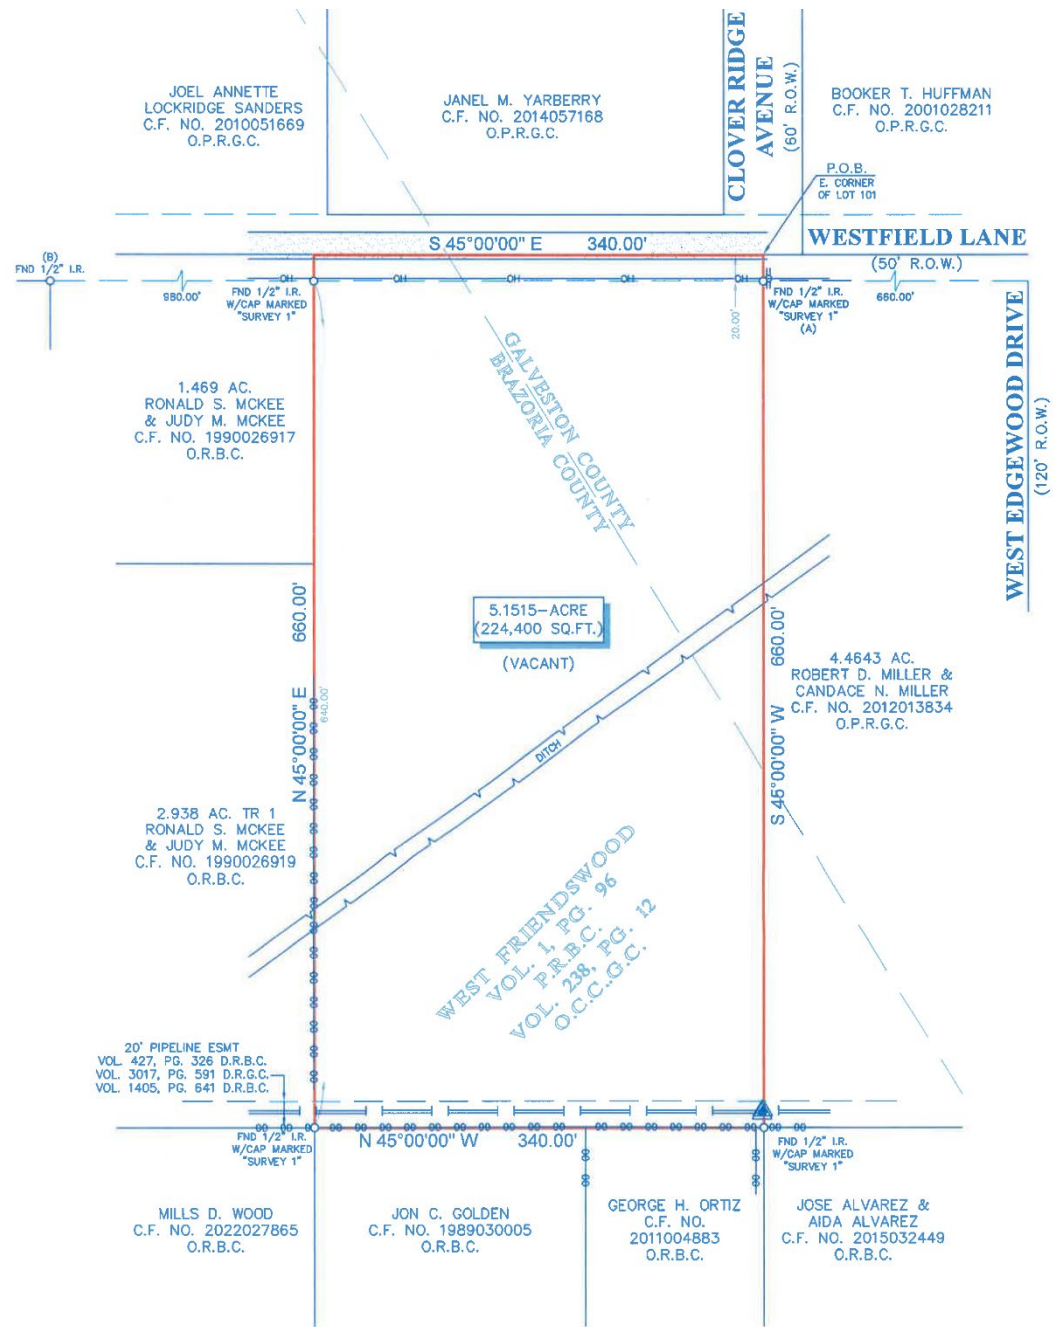 JOEL ANNETTE
LOCKRIDGE SANDERS
C.F. NO. 2010051669
O.P.R.G.C.
JANEL M. YARBERRY
C.F. NO. 2014057168
O.P.R.G.C.
CLOVER RIDGE
AVENUE
(60' R.O.W.)
BOOKER T. HUFFMAN
C.F. NO. 2001028211
O.P.R.G.C.
P.O.B.
E. CORNER
OF LOT 101
S 45°00'00" E 340.00'
WESTFIELD LANE
(50' R.O.W.)
(B)
FND 1/2" I.R.
980.00'
FND 1/2" I.R.
W/CAP MARKED
"SURVEY 1"
OH OH OH OH OH
20.00'
FND 1/2" I.R.
W/CAP MARKED
"SURVEY 1"
(A)
660.00'
WEST EDGEWOOD DRIVE
(120' R.O.W.)
GALVESTON COUNTY
BRAZORIA COUNTY
1.469 AC.
RONALD S. MCKEE
& JUDY M. MCKEE
C.F. NO. 1990026917
O.R.B.C.
N 45°00'00" E 660.00'
640.00'
5.1515-ACRE
(224,400 SQ.FT.)
(VACANT)
S 45°00'00" W 660.00'
4.4643 AC.
ROBERT D. MILLER &
CANDACE N. MILLER
C.F. NO. 2012013834
O.P.R.G.C.
DITCH
2.938 AC. TR 1
RONALD S. MCKEE
& JUDY M. MCKEE
C.F. NO. 1990026919
O.R.B.C.
WEST FRIENDSWOOD
VOL. 1, PG. 96
P.R.B.C.
VOL. 238, PG. 12
O.C.C.G.C.
20' PIPELINE ESMT
VOL. 427, PG. 326 D.R.B.C.
VOL. 3017, PG. 591 D.R.G.C.
VOL. 1405, PG. 641 D.R.B.C.
FND 1/2" I.R.
W/CAP MARKED
"SURVEY 1"
N 45°00'00" W 340.00'
FND 1/2" I.R.
W/CAP MARKED
"SURVEY 1"
MILLS D. WOOD
C.F. NO. 2022027865
O.R.B.C.
JON C. GOLDEN
C.F. NO. 1989030005
O.R.B.C.
GEORGE H. ORTIZ
C.F. NO.
2011004883
O.R.B.C.
JOSE ALVAREZ &
AIDA ALVAREZ
C.F. NO. 2015032449
O.R.B.C.